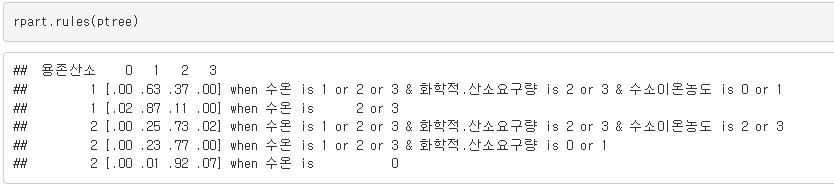 rpart.rules(ptree)
## 용존산소 0 1 2 3
## 1 [.00 .63 .37 .00] when 수온 is 1 or 2 or 3 & 화학적.산소요구량 is 2 or 3 & 수소이온농도 is 0 or 1
## 1 [.02 .87 .11 .00] when 수온 is 2 or 3
## 2 [.00 .25 .73 .02] when 수온 is 1 or 2 or 3 & 화학적.산소요구량 is 2 or 3 & 수소이온농도 is 2 or 3
## 2 [.00 .23 .77 .00] when 수온 is 1 or 2 or 3 & 화학적.산소요구량 is 0 or 1
## 2 [.00 .01 .92 .07] when 수온 is 0